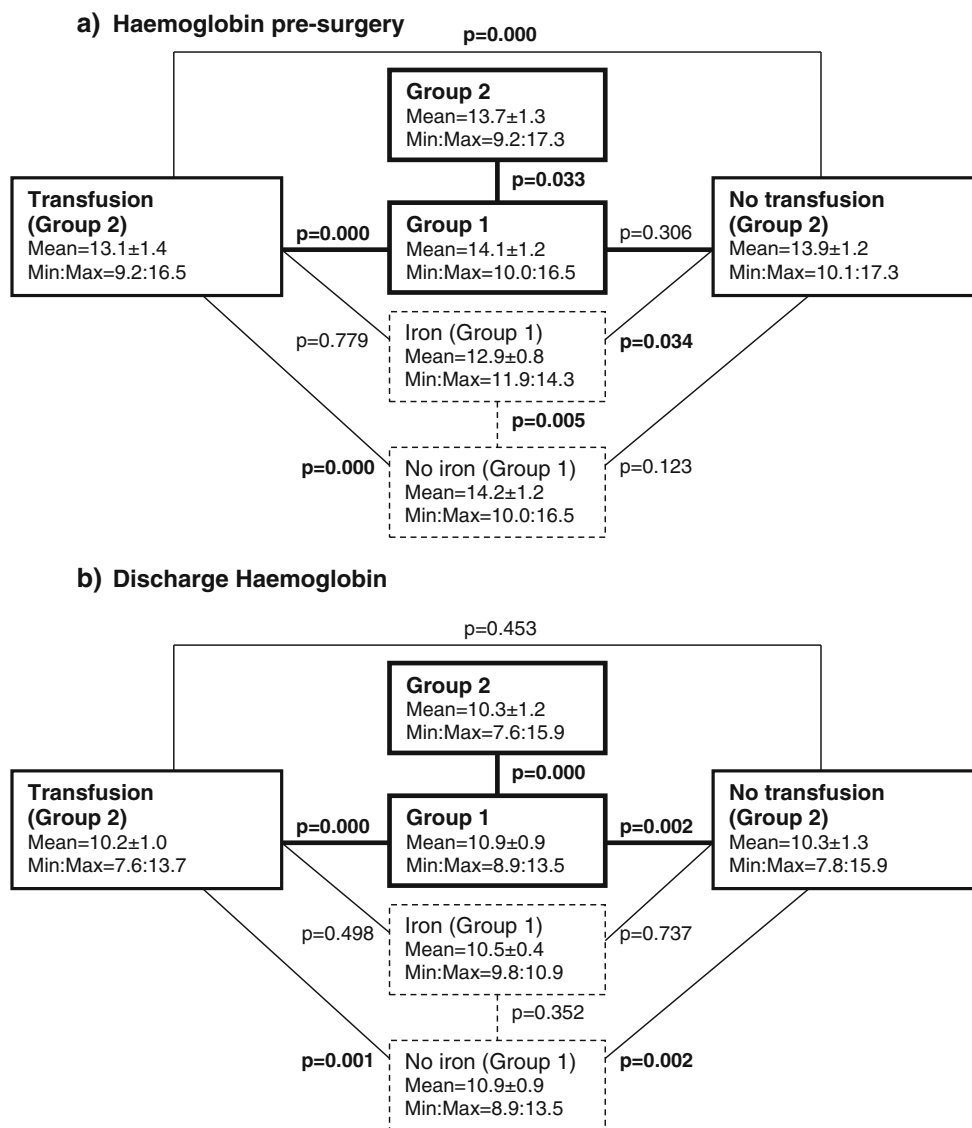 a) Haemoglobin pre-surgery
p=0.000
Group 2
Mean=13.7±1.3
Min:Max=9.2:17.3
p=0.033
Transfusion
(Group 2)
Mean=13.1±1.4
Min:Max=9.2:16.5
p=0.000
Group 1
Mean=14.1±1.2
Min:Max=10.0:16.5
p=0.306
No transfusion
(Group 2)
Mean=13.9±1.2
Min:Max=10.1:17.3
p=0.779
Iron (Group 1)
Mean=12.9±0.8
Min:Max=11.9:14.3
p=0.034
p=0.005
p=0.000
No iron (Group 1)
Mean=14.2±1.2
Min:Max=10.0:16.5
p=0.123
b) Discharge Haemoglobin
p=0.453
Group 2
Mean=10.3±1.2
Min:Max=7.6:15.9
p=0.000
Transfusion
(Group 2)
Mean=10.2±1.0
Min:Max=7.6:13.7
p=0.000
Group 1
Mean=10.9±0.9
Min:Max=8.9:13.5
p=0.002
No transfusion
(Group 2)
Mean=10.3±1.3
Min:Max=7.8:15.9
p=0.498
Iron (Group 1)
Mean=10.5±0.4
Min:Max=9.8:10.9
p=0.737
p=0.352
p=0.001
No iron (Group 1)
Mean=10.9±0.9
Min:Max=8.9:13.5
p=0.002